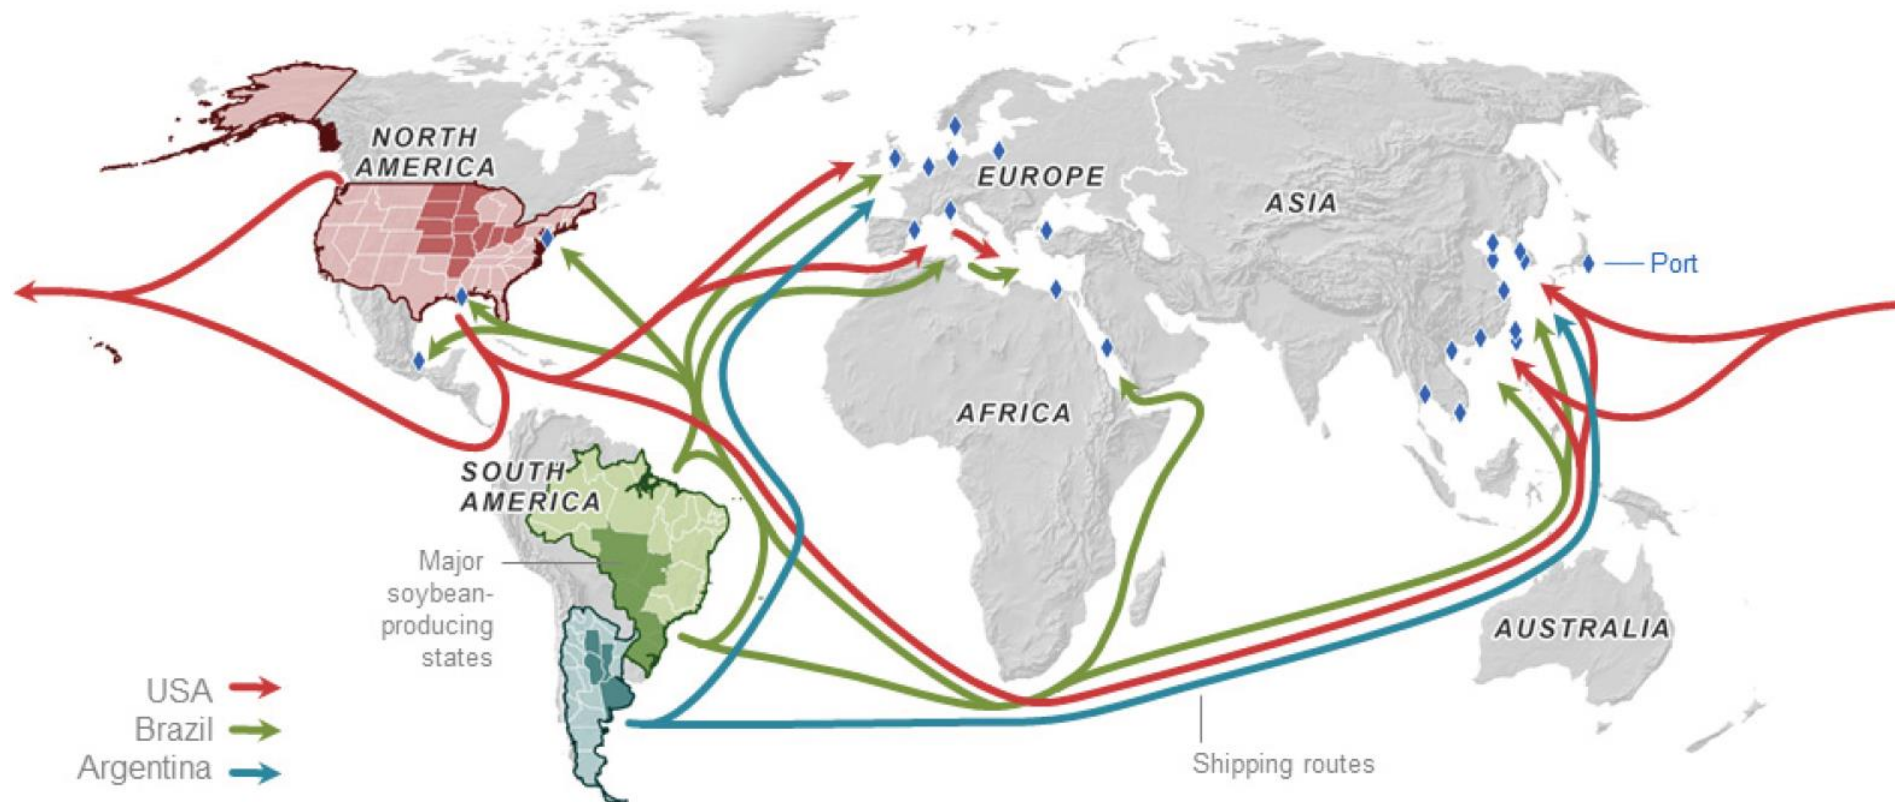 NORTH
AMERICA
EUROPE
ASIA
Port
AFRICA
SOUTH
AMERICA
Major
soybean-
producing
states
AUSTRALIA
USA
Brazil
Argentina
Shipping routes